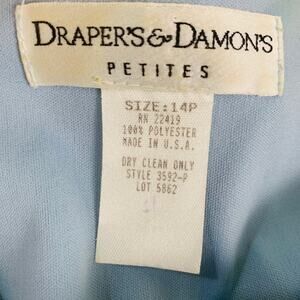 DRAPER'S & DAMON'S
PETITES
SIZE: 14P
RN 22419
100% POLYESTER
MADE IN U.S.A.
DRY CLEAN ONLY
STYLE 3592-P
LOT 5862